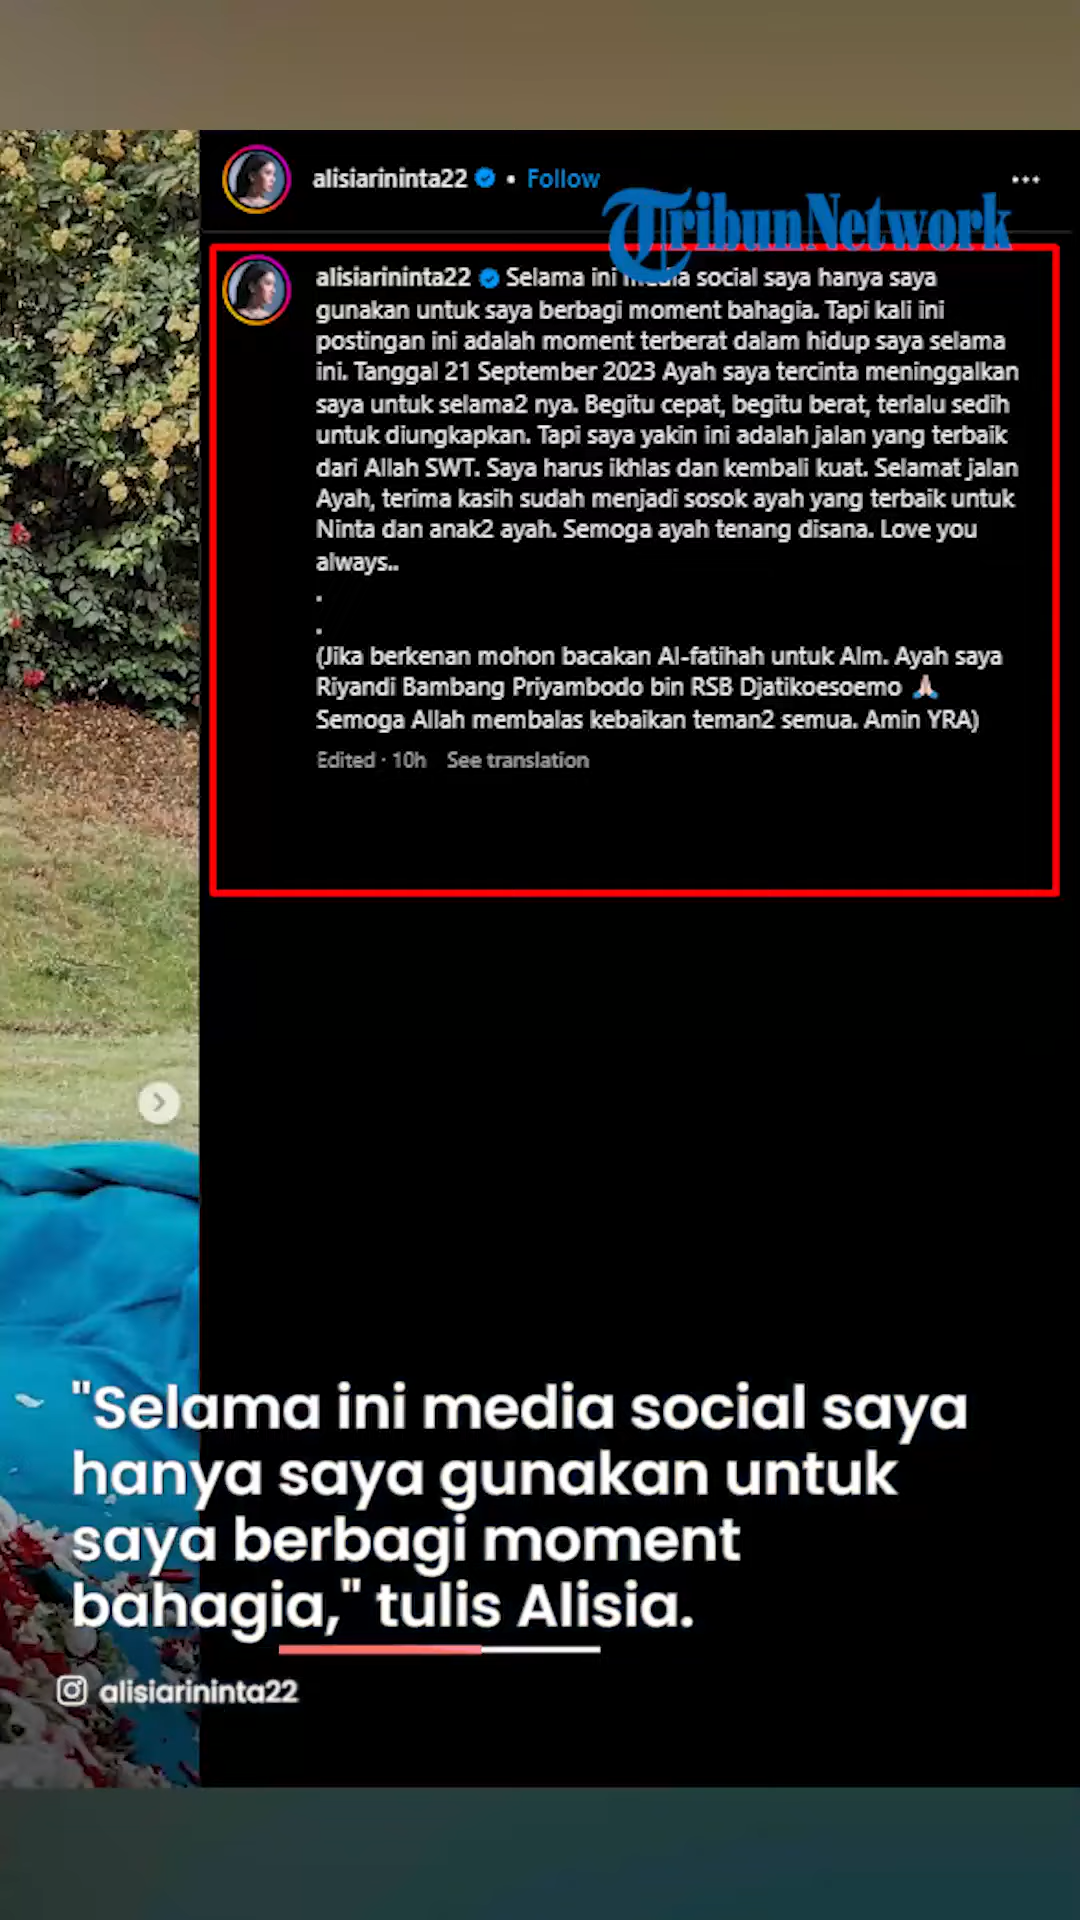 alisiarininta22 • Follow
TribunNetwork
alisiarininta22 Selama ini media social saya hanya saya
gunakan untuk saya berbagi moment bahagia. Tapi kali ini
postingan ini adalah moment terberat dalam hidup saya selama
ini. Tanggal 21 September 2023 Ayah saya tercinta meninggalkan
saya untuk selama2 nya. Begitu cepat, begitu berat, terlalu sedih
untuk diungkapkan. Tapi saya yakin ini adalah jalan yang terbaik
dari Allah SWT. Saya harus ikhlas dan kembali kuat. Selamat jalan
Ayah, terima kasih sudah menjadi sosok ayah yang terbaik untuk
Ninta dan anak2 ayah. Semoga ayah tenang disana. Love you
always..
.
.
(Jika berkenan mohon bacakan Al-fatihah untuk Alm. Ayah saya
Riyandi Bambang Priyambodo bin RSB Djatikoesoemo 🙏🏻
Semoga Allah membalas kebaikan teman2 semua. Amin YRA)
Edited · 10h See translation
"Selama ini media social saya
hanya saya gunakan untuk
saya berbagi moment
bahagia," tulis Alisia.
alisiarininta22